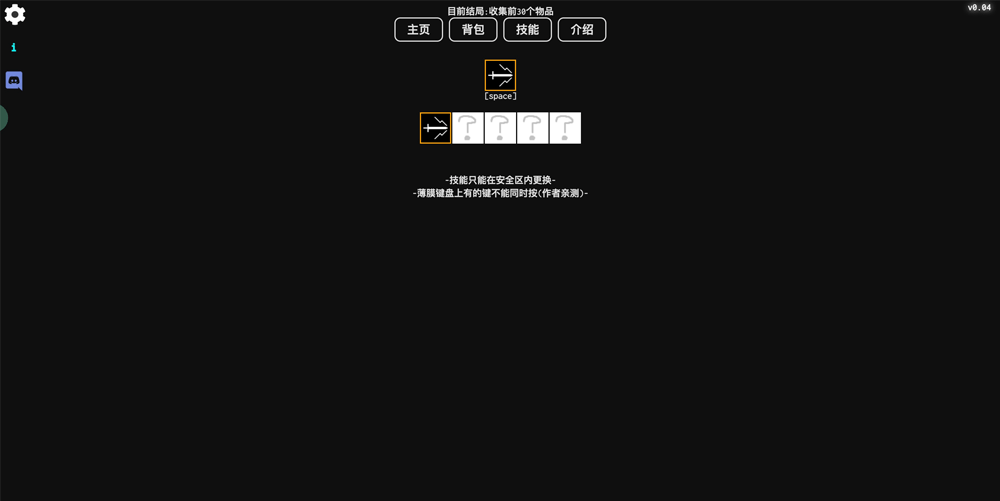 目前结局:收集前30个物品
v0.04
主页
背包
技能
介绍
i
[space]
-技能只能在安全区内更换-
-薄膜键盘上有的键不能同时按(作者亲测)-